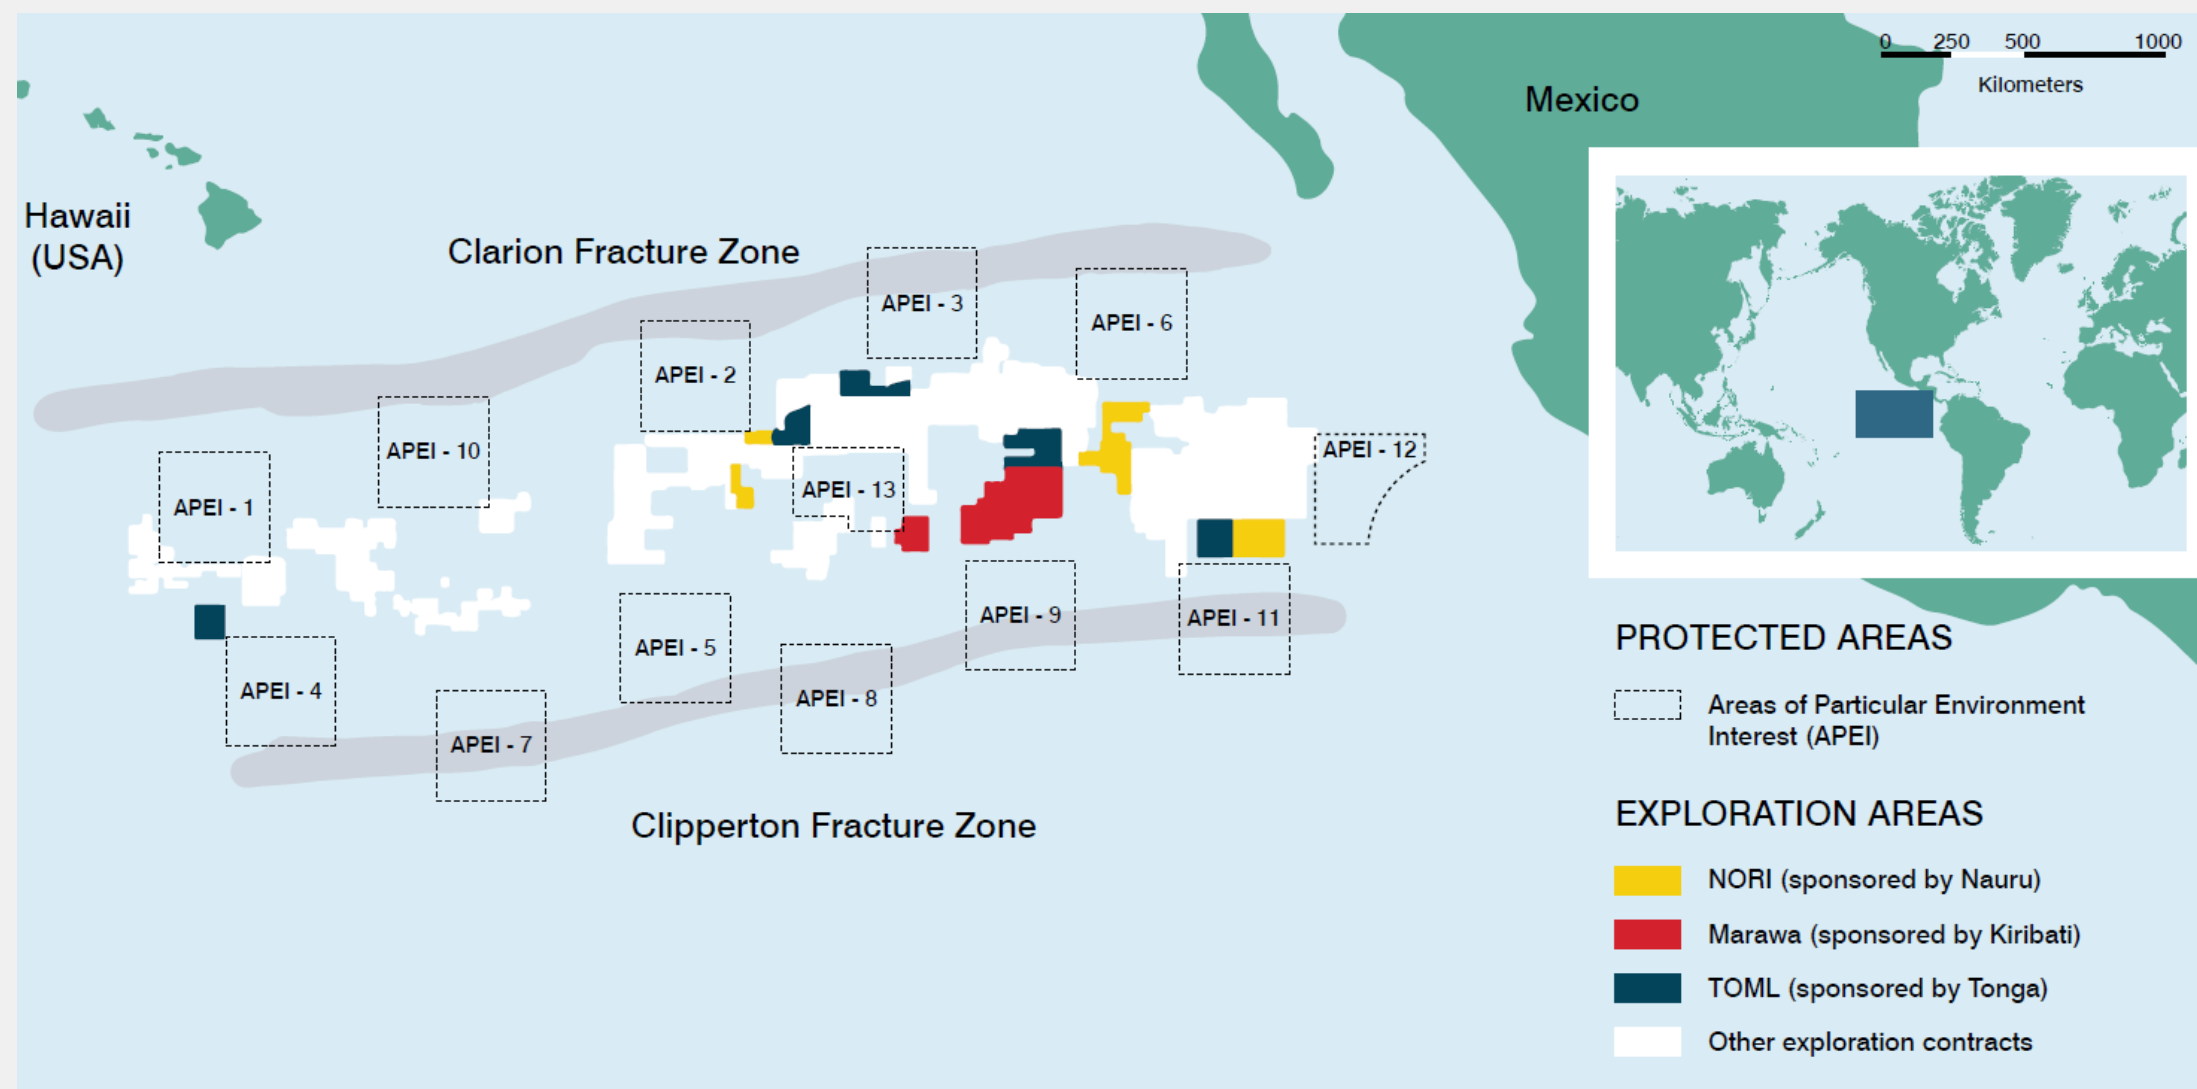 0 250 500 1000
Kilometers
Mexico
Hawaii
(USA)
Clarion Fracture Zone
APEI - 3
APEI - 6
APEI - 2
APEI - 10
APEI - 12
APEI - 13
APEI - 1
APEI - 9
APEI - 11
APEI - 5
APEI - 4
APEI - 8
APEI - 7
Clipperton Fracture Zone
PROTECTED AREAS
Areas of Particular Environment
Interest (APEI)
EXPLORATION AREAS
NORI (sponsored by Nauru)
Marawa (sponsored by Kiribati)
TOML (sponsored by Tonga)
Other exploration contracts